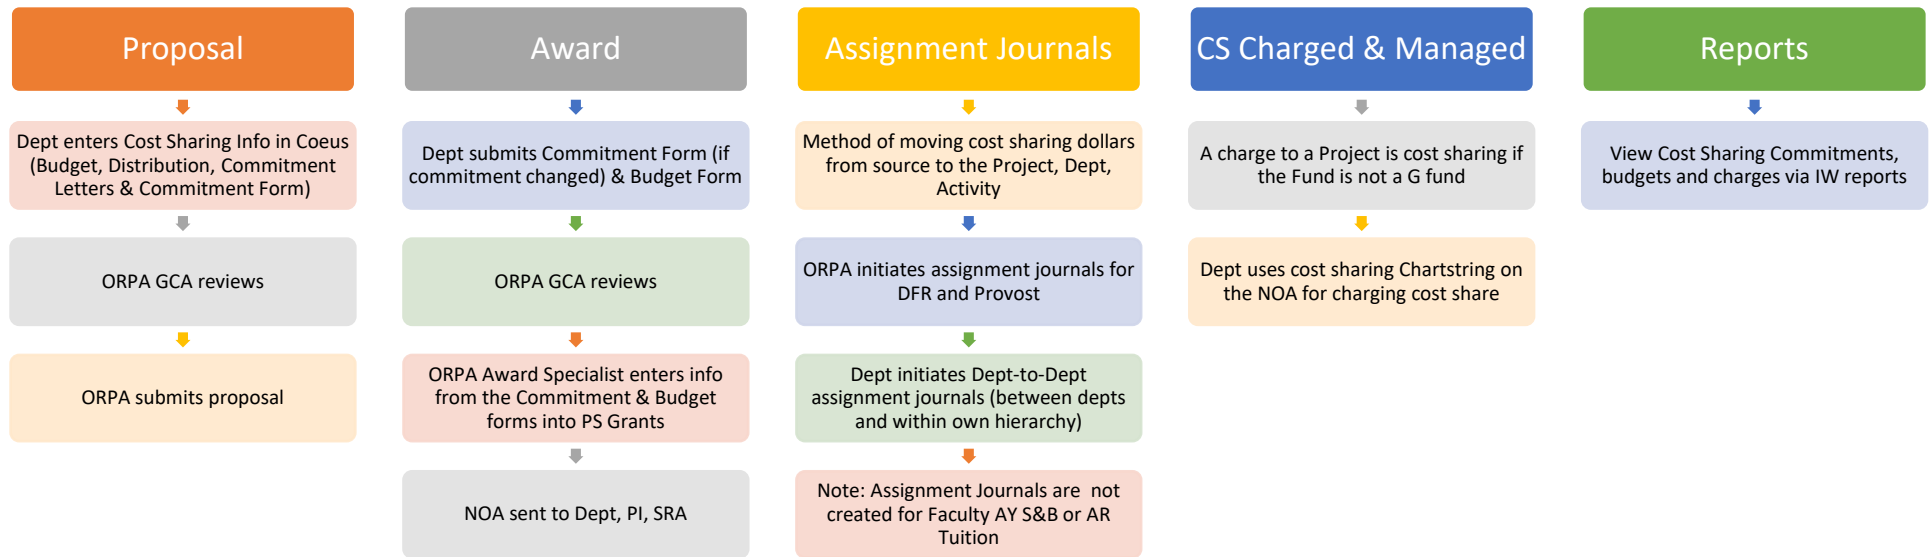 Proposal
Dept enters Cost Sharing Info in Coeus
(Budget, Distribution, Commitment
Letters & Commitment Form)
ORPA GCA reviews
ORPA submits proposal
Award
Dept submits Commitment Form (if
commitment changed) & Budget Form
ORPA GCA reviews
ORPA Award Specialist enters info
from the Commitment & Budget
forms into PS Grants
NOA sent to Dept, PI, SRA
Assignment Journals
Method of moving cost sharing dollars
from source to the Project, Dept,
Activity
ORPA initiates assignment journals for
DFR and Provost
Dept initiates Dept-to-Dept
assignment journals (between depts
and within own hierarchy)
Note: Assignment Journals are not
created for Faculty AY S&B or AR
Tuition
CS Charged & Managed
A charge to a Project is cost sharing if
the Fund is not a G fund
Dept uses cost sharing Chartstring on
the NOA for charging cost share
Reports
View Cost Sharing Commitments,
budgets and charges via IW reports